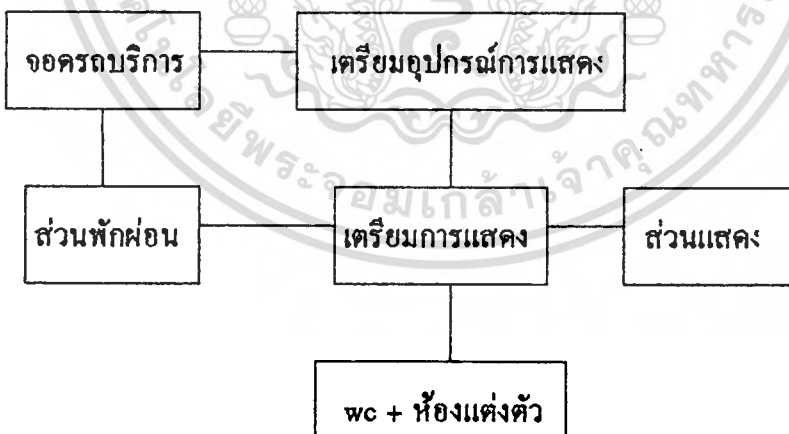 จอดรถบริการ
เตรียมอุปกรณ์การแสดง
ส่วนพักผ่อน
เตรียมการแสดง
ส่วนแสดง
wc + ห้องแต่งตัว